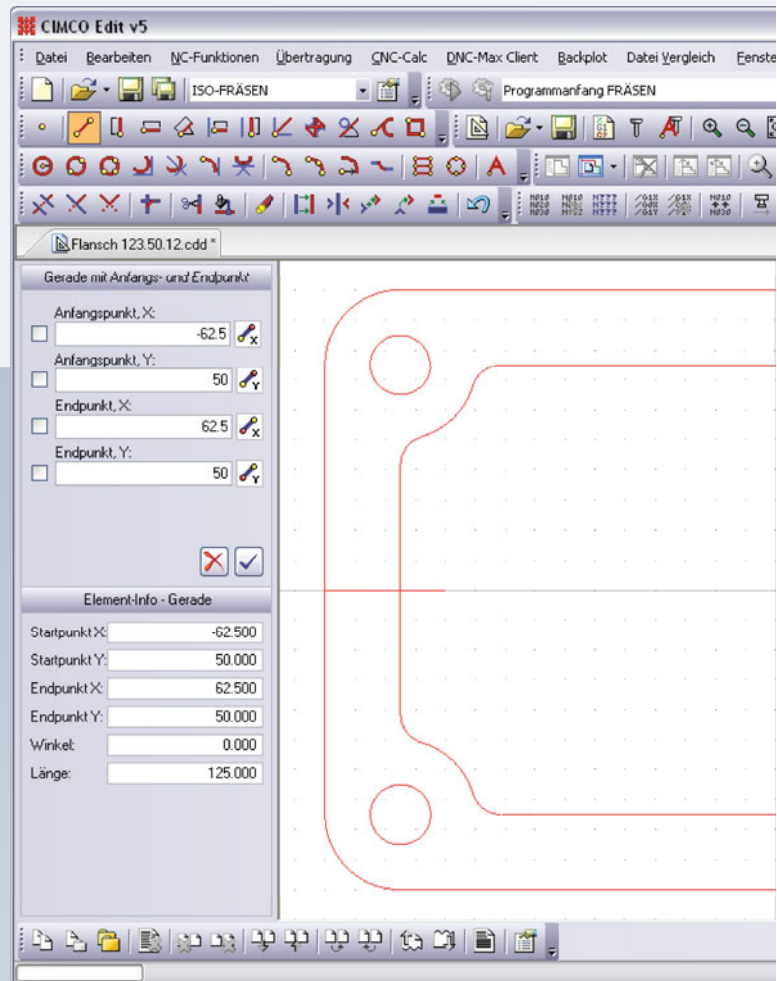 CIMCO Edit v5
Datei Bearbeiten NC-Funktionen Übertragung CNC-Calc DNC-Max Client Backplot Datei Vergleich Fenste
ISO-FRÄSEN Programmanfang FRÄSEN
Flansch 123.50.12.cdd *
Gerade mit Anfangs- und Endpunkt
Anfangspunkt, X:
-62.5
Anfangspunkt, Y:
50
Endpunkt, X:
62.5
Endpunkt, Y:
50
Element-Info - Gerade
Startpunkt X: -62.500
Startpunkt Y: 50.000
Endpunkt X: 62.500
Endpunkt Y: 50.000
Winkel: 0.000
Länge: 125.000